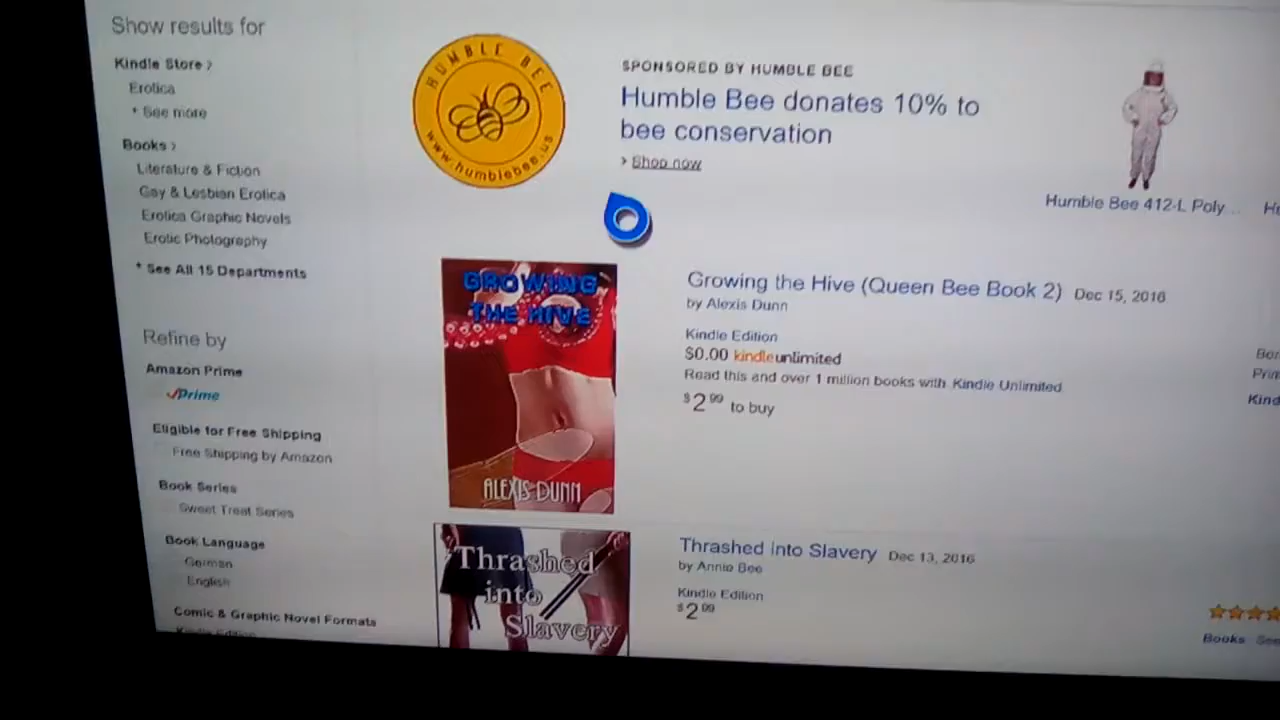 Show results for
Kindle Store ›
Erotica
+ See more
Books ›
Literature & Fiction
Gay & Lesbian Erotica
Erotica Graphic Novels
Erotic Photography
+ See All 15 Departments
Refine by
Amazon Prime
Prime
Eligible for Free Shipping
Free Shipping by Amazon
Book Series
Sweet Treat Series
Book Language
German
English
Comic & Graphic Novel Formats
Kindle Edition
HUMBLE BEE
www.humblebee.us
SPONSORED BY HUMBLE BEE
Humble Bee donates 10% to
bee conservation
› Shop now
Humble Bee 412-L Poly...
GROWING
THE HIVE
ALEXIS DUNN
Growing the Hive (Queen Bee Book 2) Dec 15, 2016
by Alexis Dunn
Kindle Edition
$0.00 kindleunlimited
Read this and over 1 million books with Kindle Unlimited
$2.99 to buy
Thrashed
into
Slavery
Thrashed into Slavery Dec 13, 2016
by Annie Bee
Kindle Edition
$2.99
Books